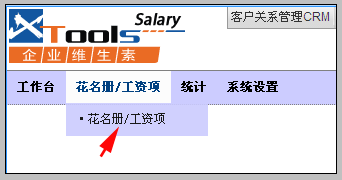 Salary
XTools
企业维生素
客户关系管理CRM
工作台 花名册/工资项 统计 系统设置
• 花名册/工资项